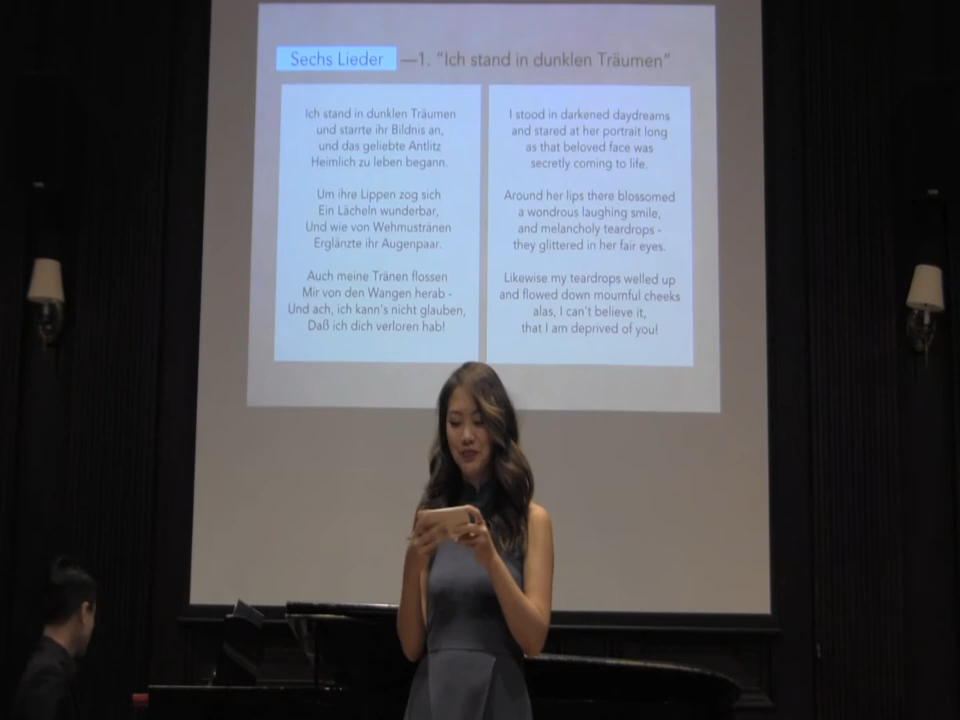 Sechs Lieder —1. “Ich stand in dunklen Träumen”
Ich stand in dunklen Träumen
und starrte ihr Bildnis an,
und das geliebte Antlitz
Heimlich zu leben begann.
Um ihre Lippen zog sich
Ein Lächeln wunderbar,
Und wie von Wehmutstränen
Erglänzte ihr Augenpaar.
Auch meine Tränen flossen
Mir von den Wangen herab -
Und ach, ich kann's nicht glauben,
Daß ich dich verloren hab!
I stood in darkened daydreams
and stared at her portrait long
as that beloved face was
secretly coming to life.
Around her lips there blossomed
a wondrous laughing smile,
and melancholy teardrops -
they glittered in her fair eyes.
Likewise my teardrops welled up
and flowed down mournful cheeks
alas, I can't believe it,
that I am deprived of you!